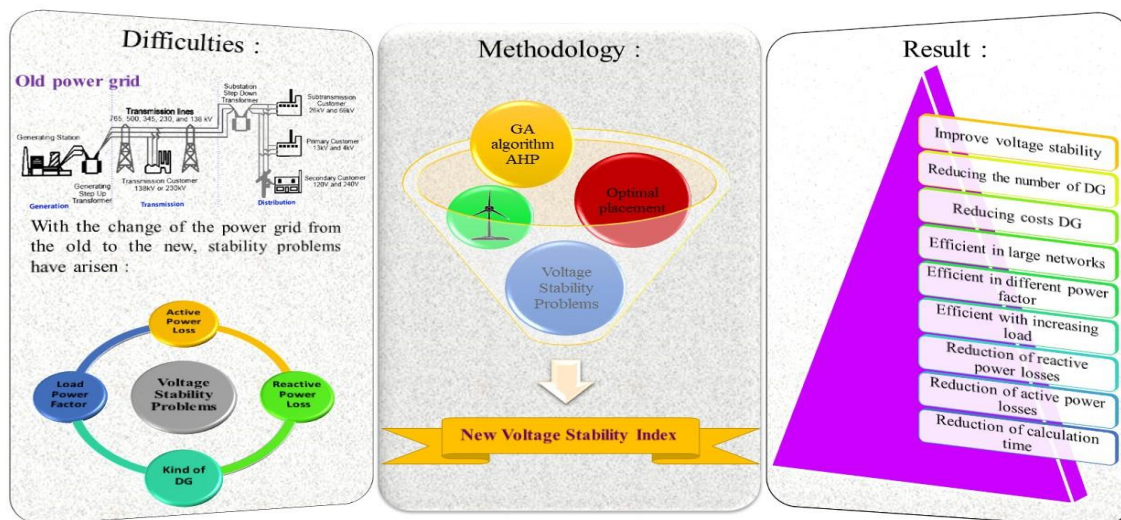 Difficulties :
Old power grid
Substation
Step Down
Transformer
Subtransmission
Customer
26kV and 69kV
Transmission lines
765, 500, 345, 230, and 138 kV
Generating Station
Primary Customer
13kV and 4kV
Generating
Step Up
Transformer
Transmission Customer
138kV or 230kV
Secondary Customer
120V and 240V
Generation
Transmission
Distribution
With the change of the power grid from
the old to the new, stability problems
have arisen :
Active
Power
Loss
Load
Power
Factor
Voltage
Stability
Problems
Reactive
Power
Loss
Kind of
DG
Methodology :
GA
algorithm
AHP
Optimal
placement
Voltage
Stability
Problems
New Voltage Stability Index
Result :
Improve voltage stability
Reducing the number of DG
Reducing costs DG
Efficient in large networks
Efficient in different power
factor
Efficient with increasing
load
Reduction of reactive
power losses
Reduction of active power
losses
Reduction of calculation
time